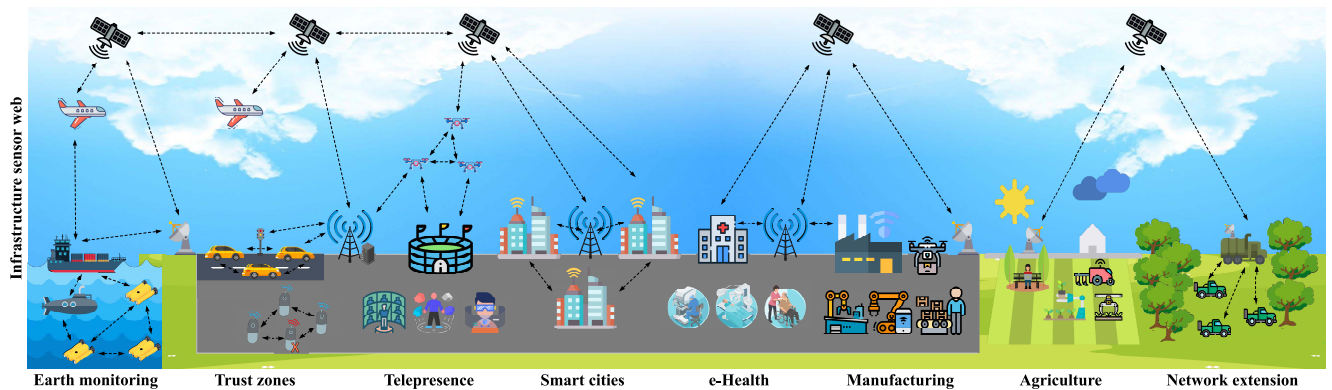 Infrastructure sensor web
Earth monitoring
Trust zones
Telepresence
Smart cities
e-Health
Manufacturing
Agriculture
Network extension